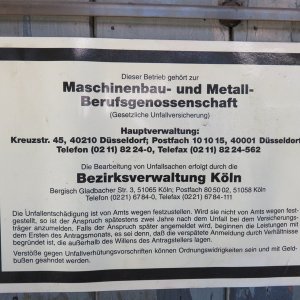 Dieser Betrieb gehört zur
Maschinenbau- und Metall-
Berufsgenossenschaft
(Gesetzliche Unfallversicherung)
Hauptverwaltung:
Kreuzstr. 45, 40210 Düsseldorf; Postfach 10 10 15, 40001 Düsseldorf
Telefon (02 11) 82 24-0, Telefax (02 11) 82 24-562
Die Bearbeitung von Unfallsachen erfolgt durch die
Bezirksverwaltung Köln
Bergisch Gladbacher Str. 3, 51065 Köln; Postfach 80 50 02, 51058 Köln
Telefon (0221) 6784-0, Telefax (0221) 6784-111
Die Unfallentschädigung ist von Amts wegen festzustellen. Wird sie nicht von Amts wegen fest-
gestellt, so ist der Anspruch spätestens zwei Jahre nach dem Unfall bei dem Versicherungs-
träger anzumelden. Falls der Anspruch später angemeldet wird, beginnen die Leistungen mit
dem Ersten des Antragsmonats, es sei denn, daß die verspätete Anmeldung durch Verhältnisse
begründet ist, die außerhalb des Willens des Antragstellers lagen.
Verstöße gegen Unfallverhütungsvorschriften können Ordnungswidrigkeiten sein und mit Geld-
bußen geahndet werden.